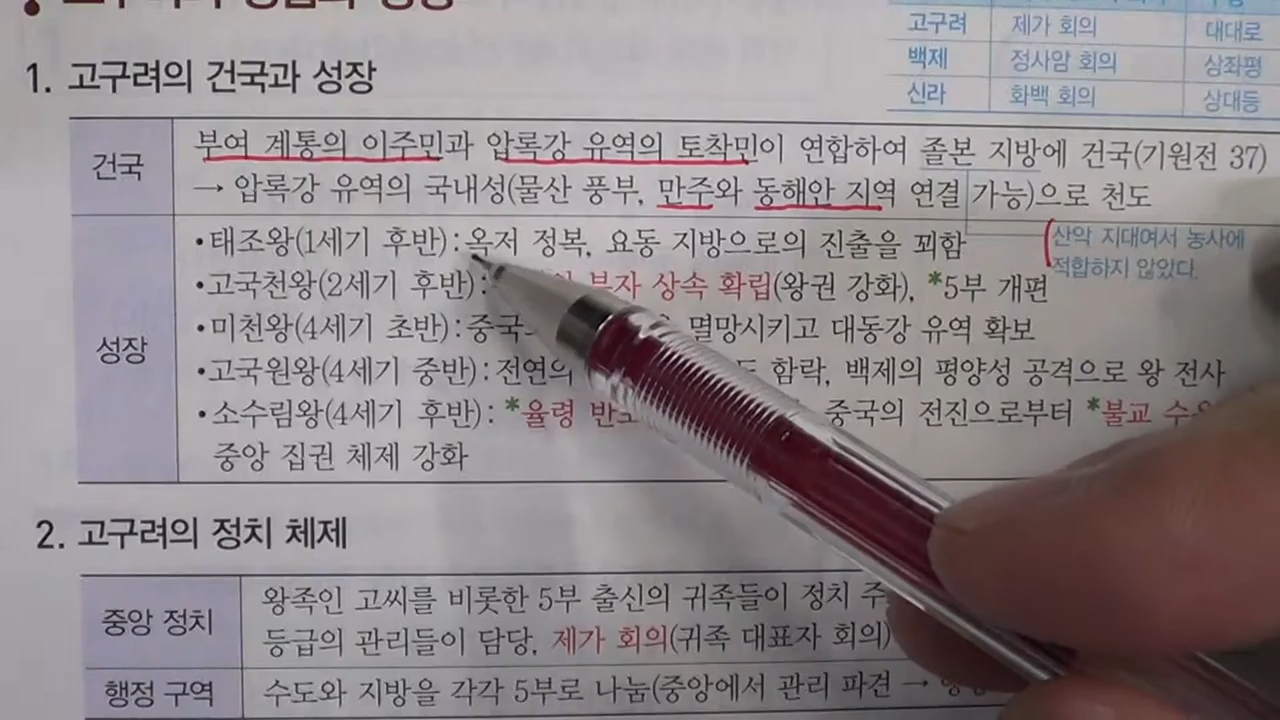 고구려 제가 회의 대대로
백제 정사암 회의 상좌평
신라 화백 회의 상대등
1. 고구려의 건국과 성장
건국
부여 계통의 이주민과 압록강 유역의 토착민이 연합하여 졸본 지방에 건국(기원전 37)
→ 압록강 유역의 국내성(물산 풍부, 만주와 동해안 지역 연결 가능)으로 천도
산악 지대여서 농사에
적합하지 않았다.
성장
•태조왕(1세기 후반): 옥저 정복, 요동 지방으로의 진출을 꾀함
•고국천왕(2세기 후반): 부자 상속 확립(왕권 강화), *5부 개편
•미천왕(4세기 초반): 중국 멸망시키고 대동강 유역 확보
•고국원왕(4세기 중반): 전연의 함락, 백제의 평양성 공격으로 왕 전사
•소수림왕(4세기 후반): *율령 중국의 전진으로부터 *불교
중앙 집권 체제 강화
2. 고구려의 정치 체제
중앙 정치
왕족인 고씨를 비롯한 5부 출신의 귀족들이 정치
등급의 관리들이 담당, 제가 회의(귀족 대표자 회의)
행정 구역
수도와 지방을 각각 5부로 나눔(중앙에서 관리 파견 →